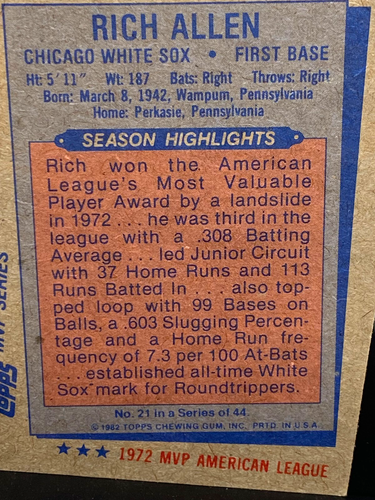 RICH ALLEN
CHICAGO WHITE SOX • FIRST BASE
Ht: 5' 11" Wt: 187 Bats: Right Throws: Right
Born: March 8, 1942, Wampum, Pennsylvania
Home: Perkasie, Pennsylvania
SEASON HIGHLIGHTS
Rich won the American
League's Most Valuable
Player Award by a landslide
in 1972 . . . he was third in the
league with a .308 Batting
Average . . . led Junior Circuit
with 37 Home Runs and 113
Runs Batted In . . . also top-
ped loop with 99 Bases on
Balls, a .603 Slugging Percen-
tage and a Home Run fre-
quency of 7.3 per 100 At-Bats
. . . established all-time White
Sox mark for Roundtrippers.
No. 21 in a Series of 44
© 1982 TOPPS CHEWING GUM, INC. PRTD. IN U.S.A.
★★★ 1972 MVP AMERICAN LEAGUE
topps MVP SERIES